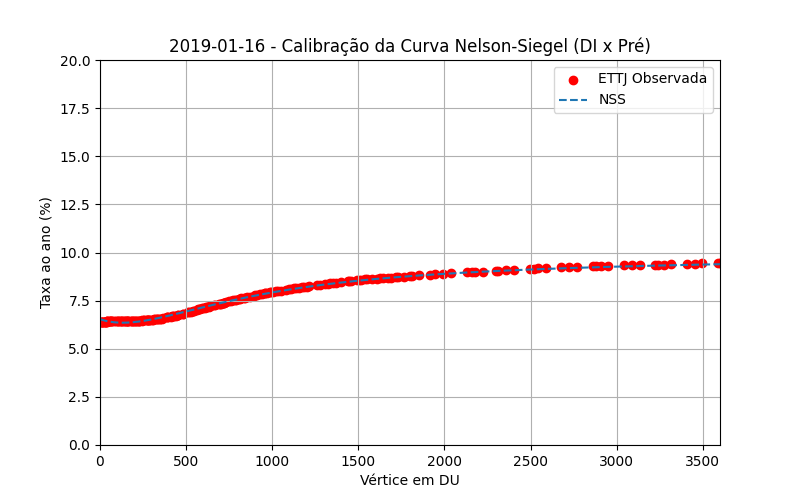 2019-01-16 - Calibração da Curva Nelson-Siegel (DI x Pré)
ETTJ Observada
NSS
Taxa ao ano (%)
20.0
17.5
15.0
12.5
10.0
7.5
5.0
2.5
0.0
0 500 1000 1500 2000 2500 3000 3500
Vértice em DU